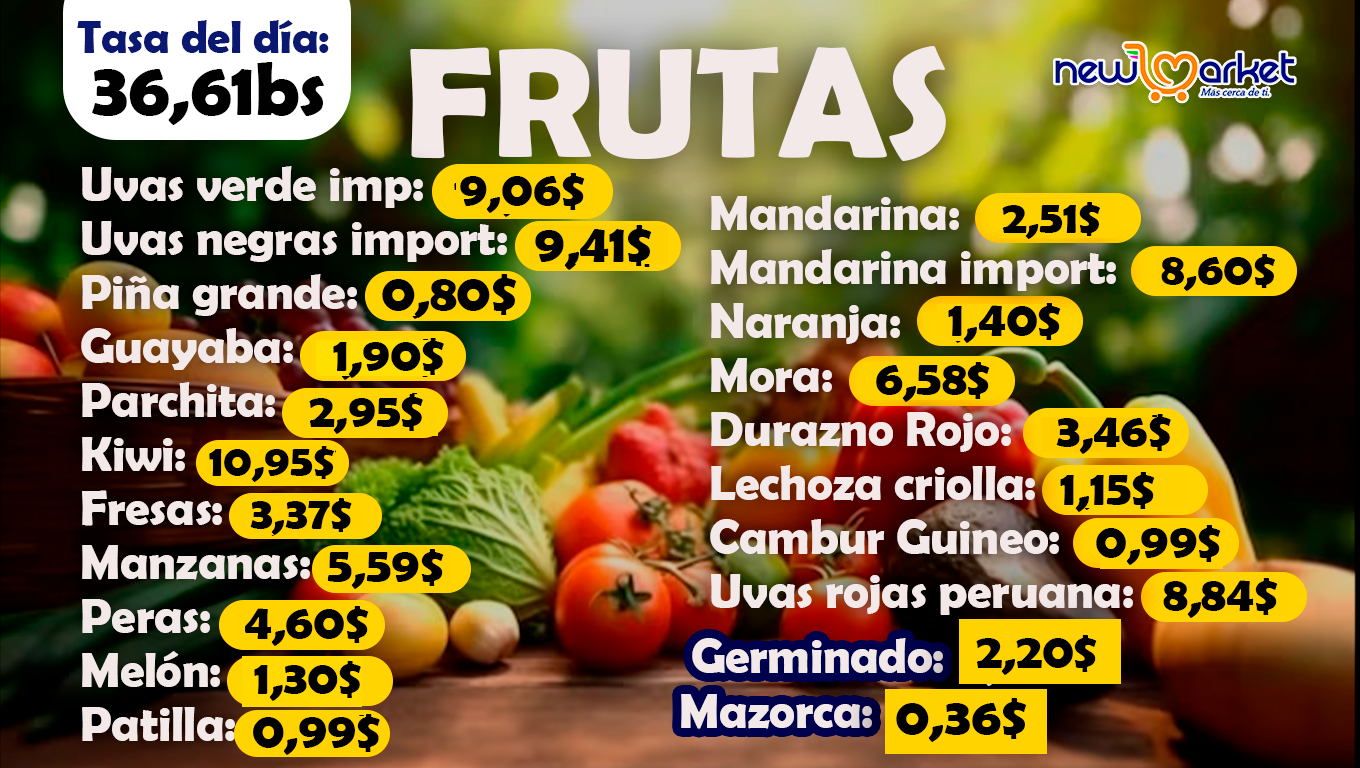 Tasa del día:
36,61bs
FRUTAS
newmarket
Más cerca de ti.
Uvas verde imp: 9,06$
Uvas negras import: 9,41$
Piña grande: 0,80$
Guayaba: 1,90$
Parchita: 2,95$
Kiwi: 10,95$
Fresas: 3,37$
Manzanas: 5,59$
Peras: 4,60$
Melón: 1,30$
Patilla: 0,99$
Mandarina: 2,51$
Mandarina import: 8,60$
Naranja: 1,40$
Mora: 6,58$
Durazno Rojo: 3,46$
Lechoza criolla: 1,15$
Cambur Guineo: 0,99$
Uvas rojas peruana: 8,84$
Germinado: 2,20$
Mazorca: 0,36$